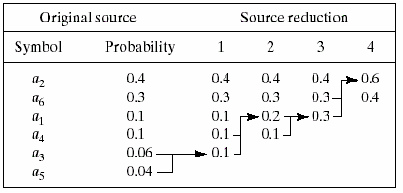 Original source Source reduction
Symbol Probability 1 2 3 4
a2 0.4 0.4 0.4 0.4 0.6
a6 0.3 0.3 0.3 0.3 0.4
a1 0.1 0.1 0.2 0.3
a4 0.1 0.1 0.1
a3 0.06 0.1
a5 0.04